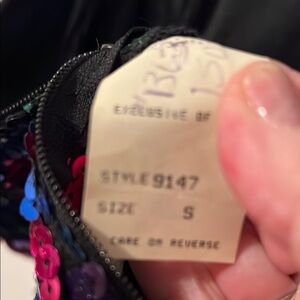 EXCLUSIVE OF
STYLE 9147
SIZE S
CARE ON REVERSE